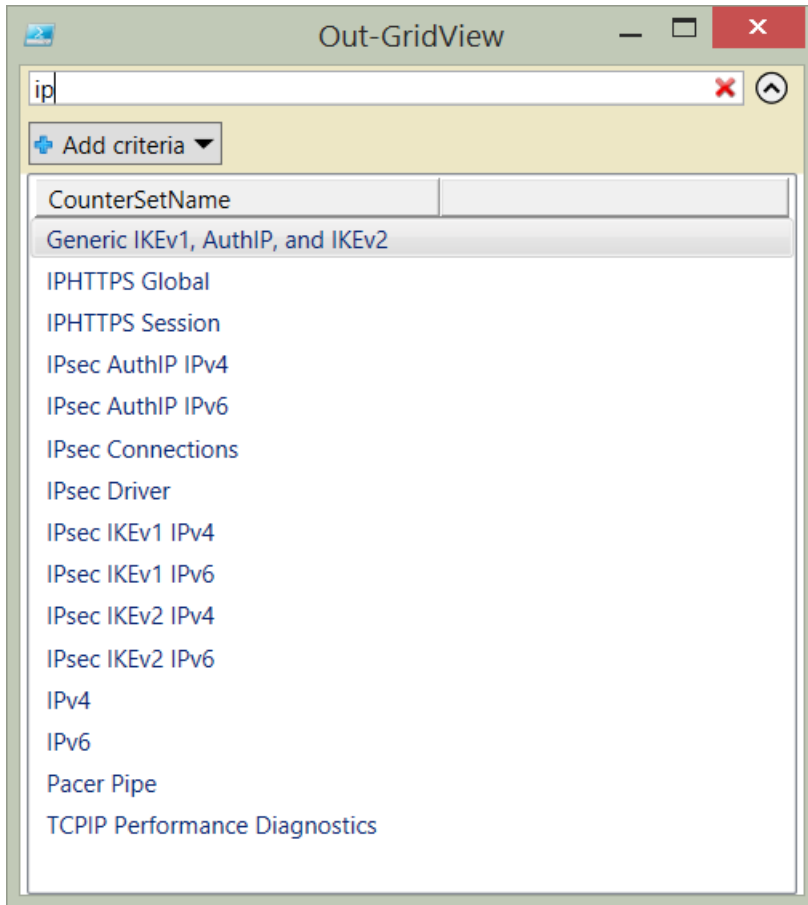 Out-GridView
ip
Add criteria
CounterSetName
Generic IKEv1, AuthIP, and IKEv2
IPHTTPS Global
IPHTTPS Session
IPsec AuthIP IPv4
IPsec AuthIP IPv6
IPsec Connections
IPsec Driver
IPsec IKEv1 IPv4
IPsec IKEv1 IPv6
IPsec IKEv2 IPv4
IPsec IKEv2 IPv6
IPv4
IPv6
Pacer Pipe
TCPIP Performance Diagnostics